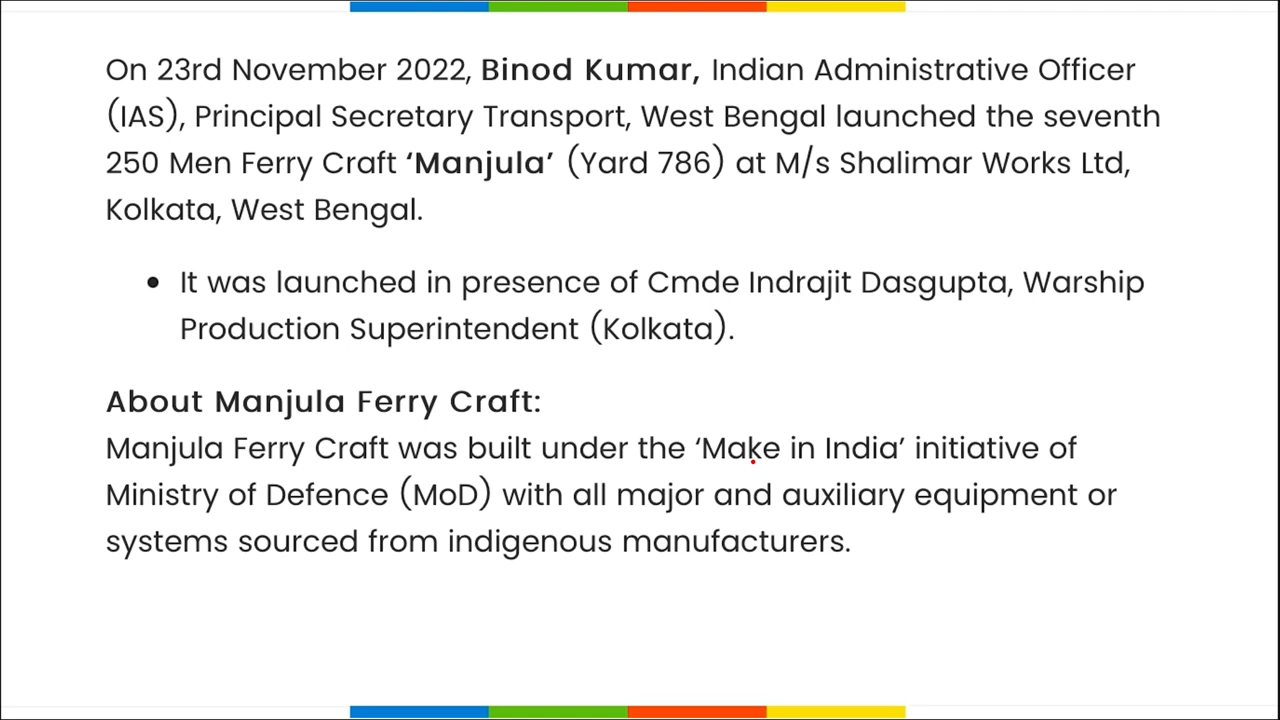 On 23rd November 2022, Binod Kumar, Indian Administrative Officer
(IAS), Principal Secretary Transport, West Bengal launched the seventh
250 Men Ferry Craft ‘Manjula’ (Yard 786) at M/s Shalimar Works Ltd,
Kolkata, West Bengal.
• It was launched in presence of Cmde Indrajit Dasgupta, Warship
Production Superintendent (Kolkata).
About Manjula Ferry Craft:
Manjula Ferry Craft was built under the ‘Make in India’ initiative of
Ministry of Defence (MoD) with all major and auxiliary equipment or
systems sourced from indigenous manufacturers.